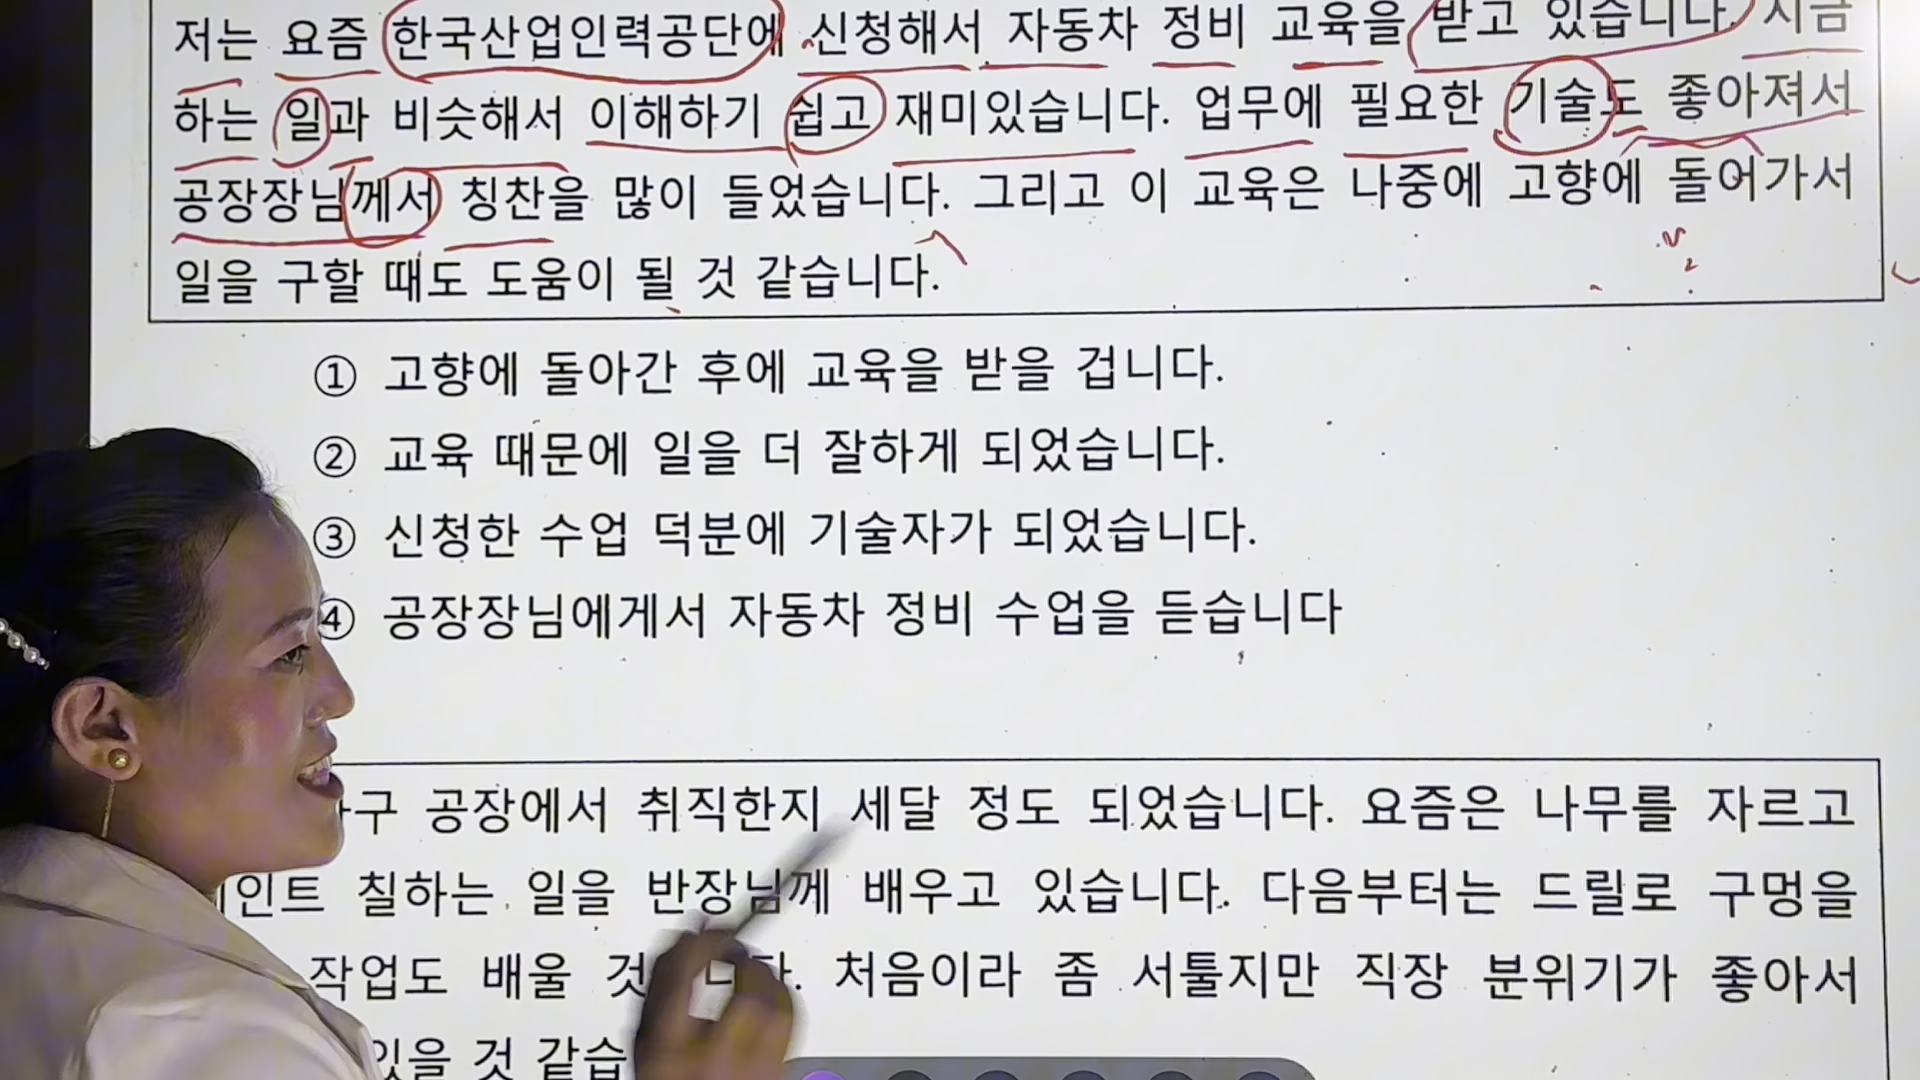 저는 요즘 한국산업인력공단에 신청해서 자동차 정비 교육을 받고 있습니다. 지금
하는 일과 비슷해서 이해하기 쉽고 재미있습니다. 업무에 필요한 기술도 좋아져서
공장장님께서 칭찬을 많이 들었습니다. 그리고 이 교육은 나중에 고향에 돌어가서
일을 구할 때도 도움이 될 것 같습니다.
① 고향에 돌아간 후에 교육을 받을 겁니다.
② 교육 때문에 일을 더 잘하게 되었습니다.
③ 신청한 수업 덕분에 기술자가 되었습니다.
④ 공장장님에게서 자동차 정비 수업을 듣습니다
공장에서 취직한지 세달 정도 되었습니다. 요즘은 나무를 자르고
칠하는 일을 반장님께 배우고 있습니다. 다음부터는 드릴로 구멍을
작업도 배울 처음이라 좀 서툴지만 직장 분위기가 좋아서
있을 것